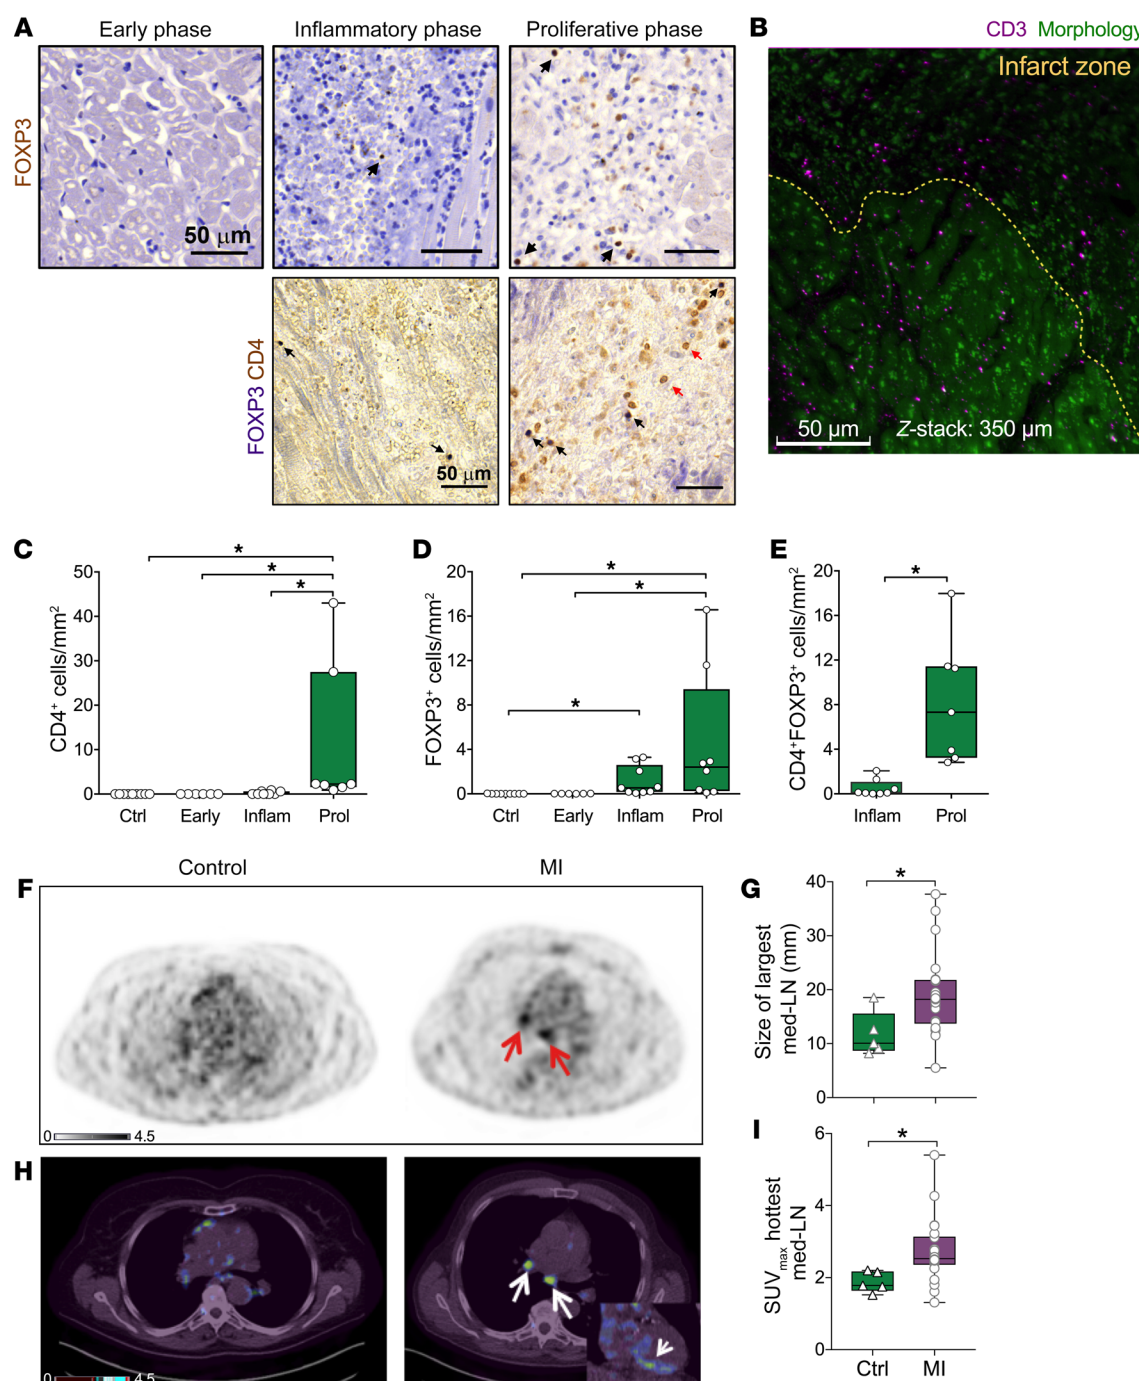 A
Early phase
Inflammatory phase
Proliferative phase
FOXP3
50 µm
FOXP3 CD4
50 µm
B
CD3 Morphology
Infarct zone
50 µm
Z-stack: 350 µm
C
*
*
*
CD4+ cells/mm2
50
40
30
20
10
0
Ctrl
Early
Inflam
Prol
D
*
*
*
FOXP3+ cells/mm2
20
16
12
8
4
0
Ctrl
Early
Inflam
Prol
E
*
CD4+FOXP3+ cells/mm2
20
16
12
8
4
0
Inflam
Prol
F
Control
MI
0
4.5
G
*
Size of largest
med-LN (mm)
40
30
20
10
0
H
0
4.5
I
*
SUVmax hottest
med-LN
6
4
2
0
Ctrl
MI